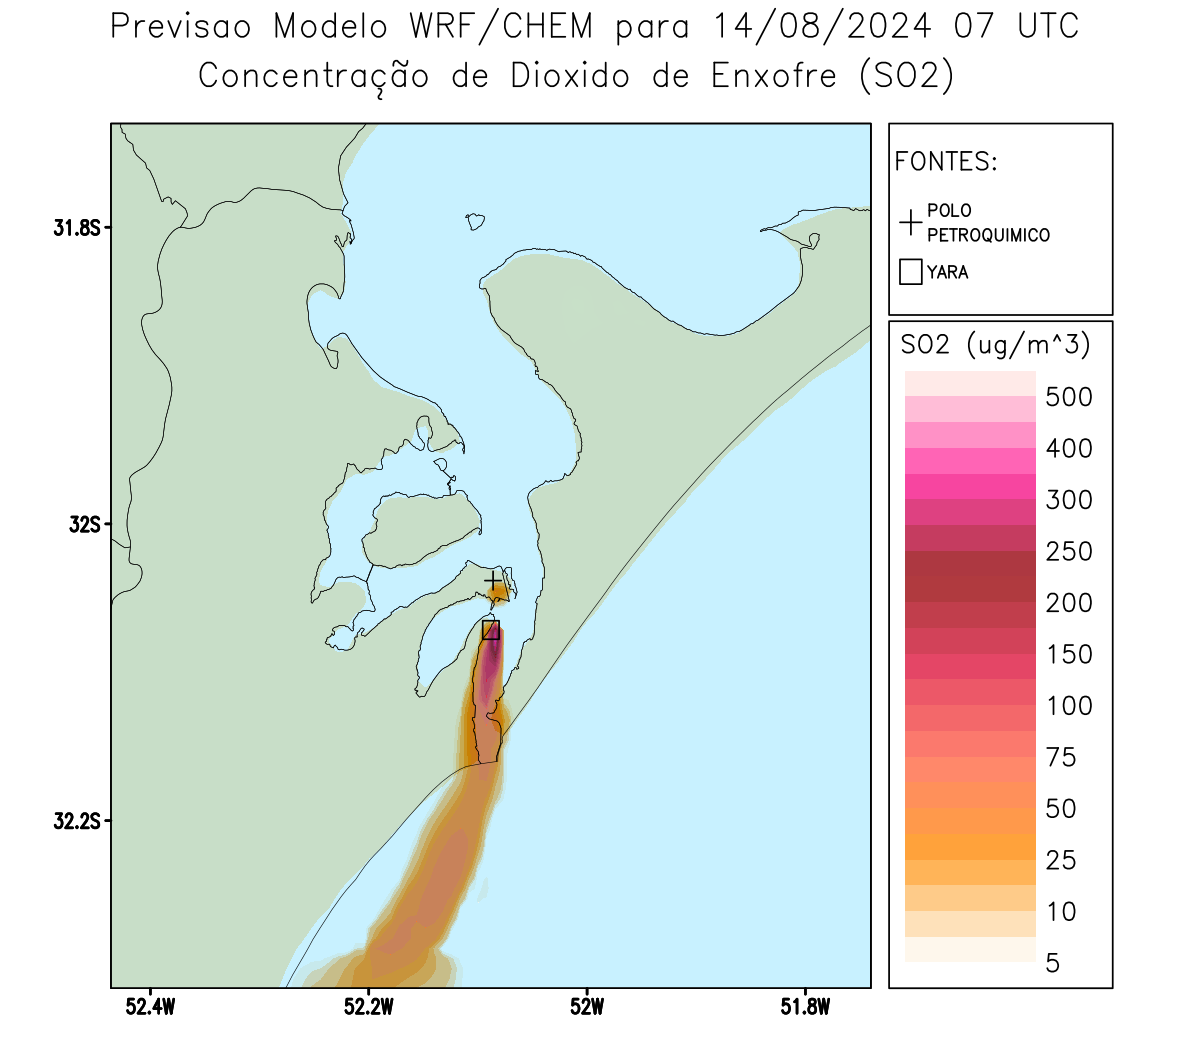 Previsao Modelo WRF/CHEM para 14/08/2024 07 UTC
Concentração de Dioxido de Enxofre (SO2)
FONTES:
POLO
PETROQUIMICO
YARA
31.8S
32S
32.2S
52.4W
52.2W
52W
51.8W
SO2 (ug/m^3)
500
400
300
250
200
150
100
75
50
25
10
5